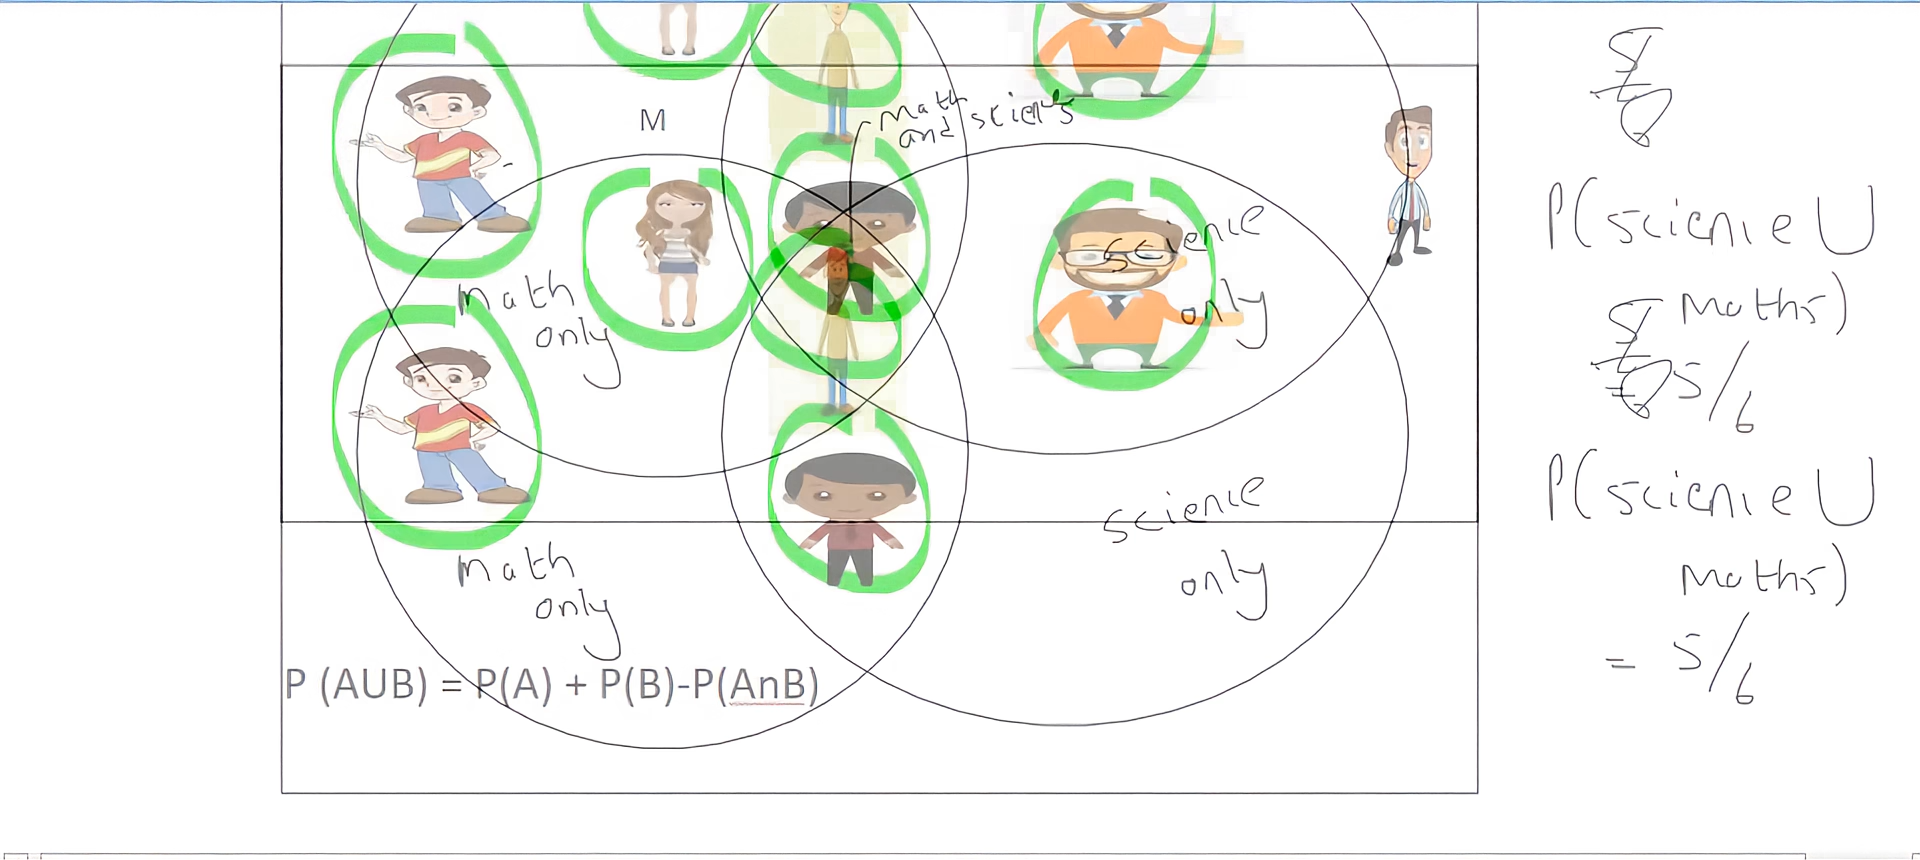 M
Math
and
science
only
P(science U
Maths)
math
only
5/6
P(science U
science
only
Maths)
math
only
= 5/6
P (AUB) = P(A) + P(B)-P(AnB)